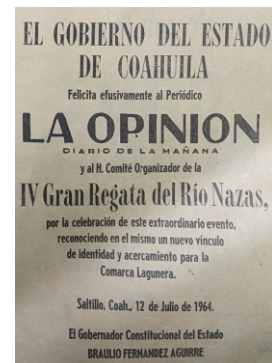 EL GOBIERNO DEL ESTADO
DE COAHUILA
Felicita efusivamente al Periódico
LA OPINION
DIARIO DE LA MAÑANA
y al H. Comité Organizador de la
IV Gran Regata del Río Nazas,
por la celebración de este extraordinario evento,
reconociendo en el mismo un nuevo vínculo
de identidad y acercamiento para la
Comarca Lagunera.
Saltillo, Coah., 12 de Julio de 1964.
El Gobernador Constitucional del Estado
BRAULIO FERNANDEZ AGUIRRE